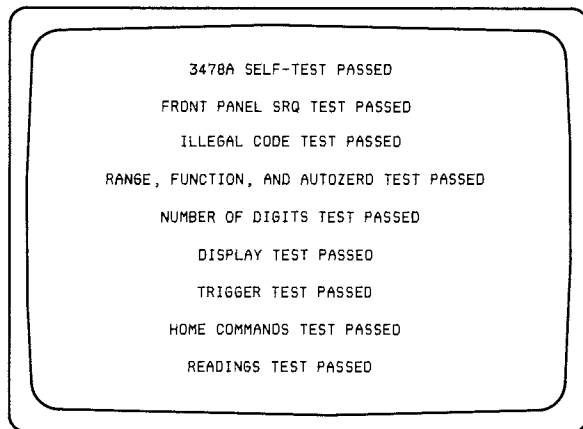 3478A SELF-TEST PASSED
FRONT PANEL SRQ TEST PASSED
ILLEGAL CODE TEST PASSED
RANGE, FUNCTION, AND AUTOZERO TEST PASSED
NUMBER OF DIGITS TEST PASSED
DISPLAY TEST PASSED
TRIGGER TEST PASSED
HOME COMMANDS TEST PASSED
READINGS TEST PASSED